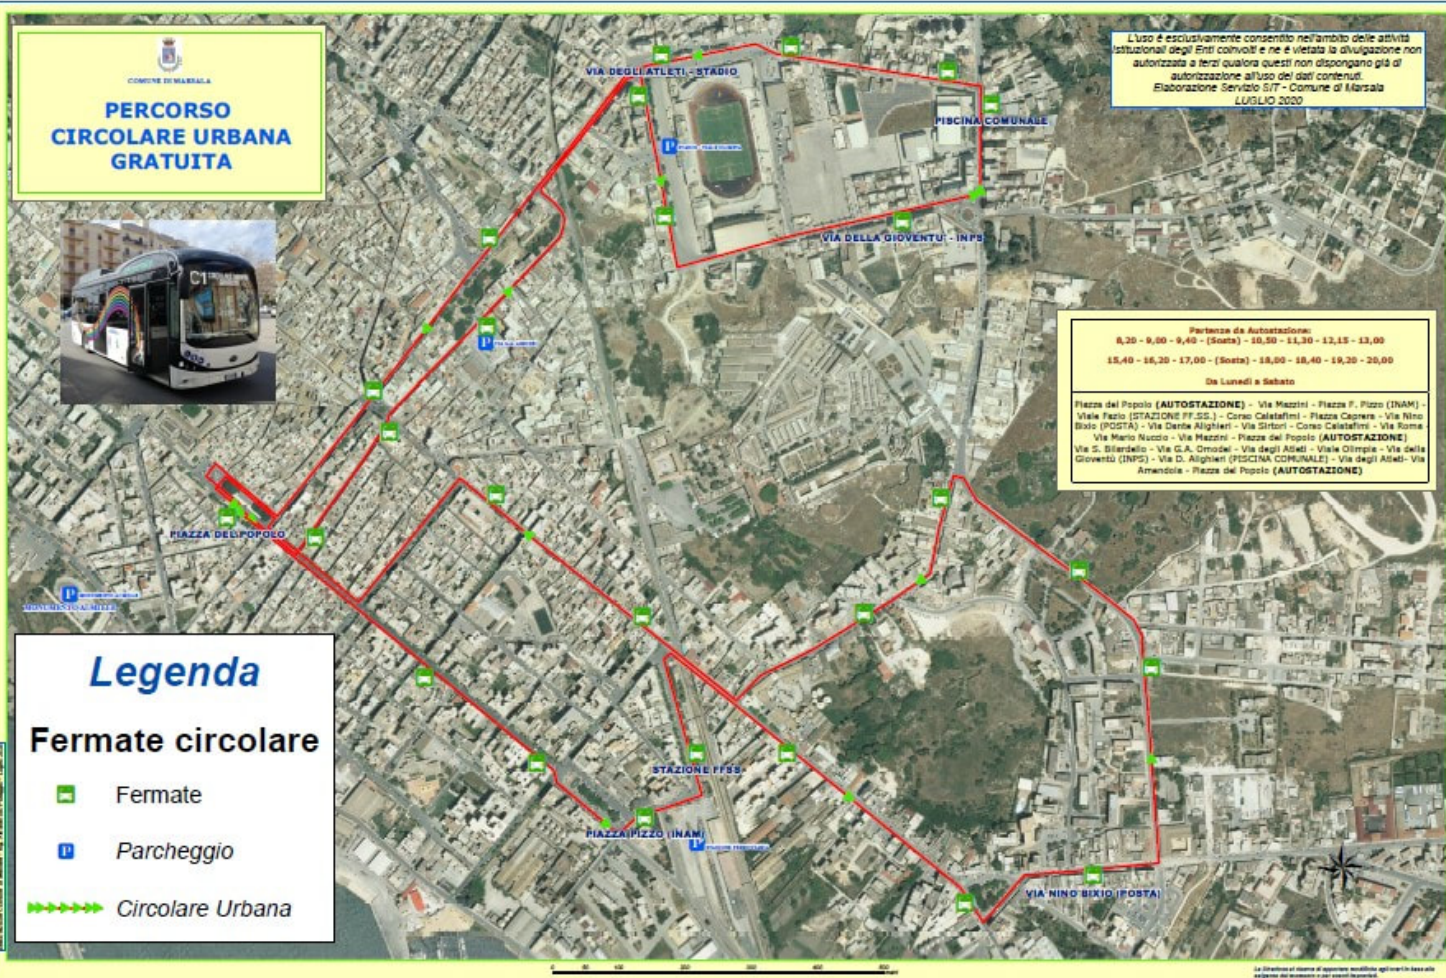 COMUNE DI MARSALA
PERCORSO
CIRCOLARE URBANA
GRATUITA
L'uso è esclusivamente consentito nell'ambito delle attività
istituzionali degli Enti coinvolti e ne è vietata la divulgazione non
autorizzata a terzi qualora questi non dispongano già di
autorizzazione all'uso dei dati contenuti.
Elaborazione Servizio SIT - Comune di Marsala
LUGLIO 2020
VIA DEGLI ATLETI - STADIO
PISCINA COMUNALE
P
VIA DELLA GIOVENTU' - INPS
C1
P
Partenze da Autostazione:
8,20 - 9,00 - 9,40 - (Sosta) - 10,50 - 11,30 - 12,15 - 13,00
15,40 - 16,20 - 17,00 - (Sosta) - 18,00 - 18,40 - 19,20 - 20,00
Da Lunedì a Sabato
Piazza del Popolo (AUTOSTAZIONE) - Via Mazzini - Piazza F. Pizzo (INAM) -
Viale Fazio (STAZIONE FF.SS.) - Corso Calatafimi - Piazza Caprera - Via Nino
Bixio (POSTA) - Via Dante Alighieri - Via Sirtori - Corso Calatafimi - Via Roma -
Via Mario Nuccio - Via Mazzini - Piazza del Popolo (AUTOSTAZIONE)
Via S. Bilardello - Via G.A. Omodei - Via degli Atleti - Viale Olimpia - Via della
Gioventù (INPS) - Via D. Alighieri (PISCINA COMUNALE) - Via degli Atleti- Via
Amendola - Piazza del Popolo (AUTOSTAZIONE)
PIAZZA DEL POPOLO
P
MONUMENTO AI MILLE
STAZIONE FFSS
PIAZZA PIZZO (INAM)
P
VIA NINO BIXIO (POSTA)
Legenda
Fermate circolare
Fermate
P Parcheggio
Circolare Urbana